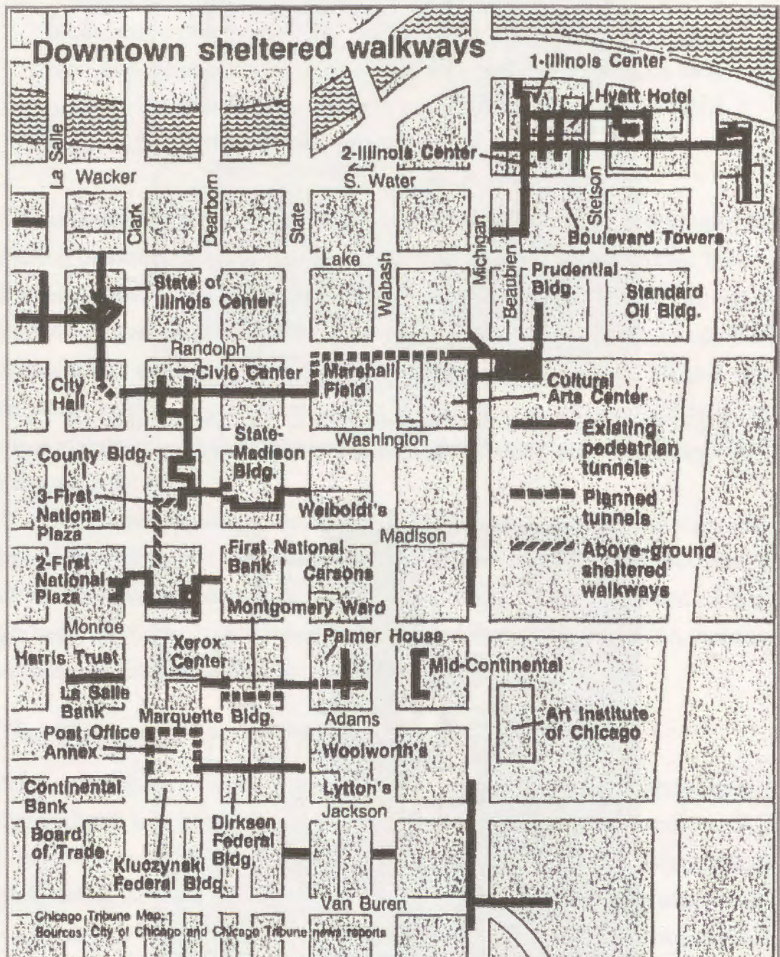 Downtown sheltered walkways
1-Illinois Center
Hyatt Hotel
2-Illinois Center
La Salle
Wacker
S. Water
Clark
Dearborn
State
Wabash
Michigan
Beaubien
Stetson
Boulevard Towers
Lake
State of
Illinois Center
Prudential
Bldg.
Standard
Oil Bldg.
Randolph
City
Hall
Civic Center
Marshall
Field
Cultural
Arts Center
Washington
County Bldg.
State-
Madison
Bldg.
Existing
pedestrian
tunnels
3-First
National
Plaza
Weiboldt's
Planned
tunnels
Madison
2-First
National
Plaza
First National
Bank
Carsons
Above-ground
sheltered
walkways
Montgomery Ward
Monroe
Harris Trust
Xerox
Center
Palmer House
Mid-Continental
La Salle
Bank
Marquette Bldg.
Adams
Post Office
Annex
Woolworth's
Art Institute
of Chicago
Continental
Bank
Lytton's
Jackson
Board
of Trade
Dirksen
Federal
Bldg.
Kluczynski
Federal Bldg.
Van Buren
Chicago Tribune Map;
Sources: City of Chicago and Chicago Tribune news reports